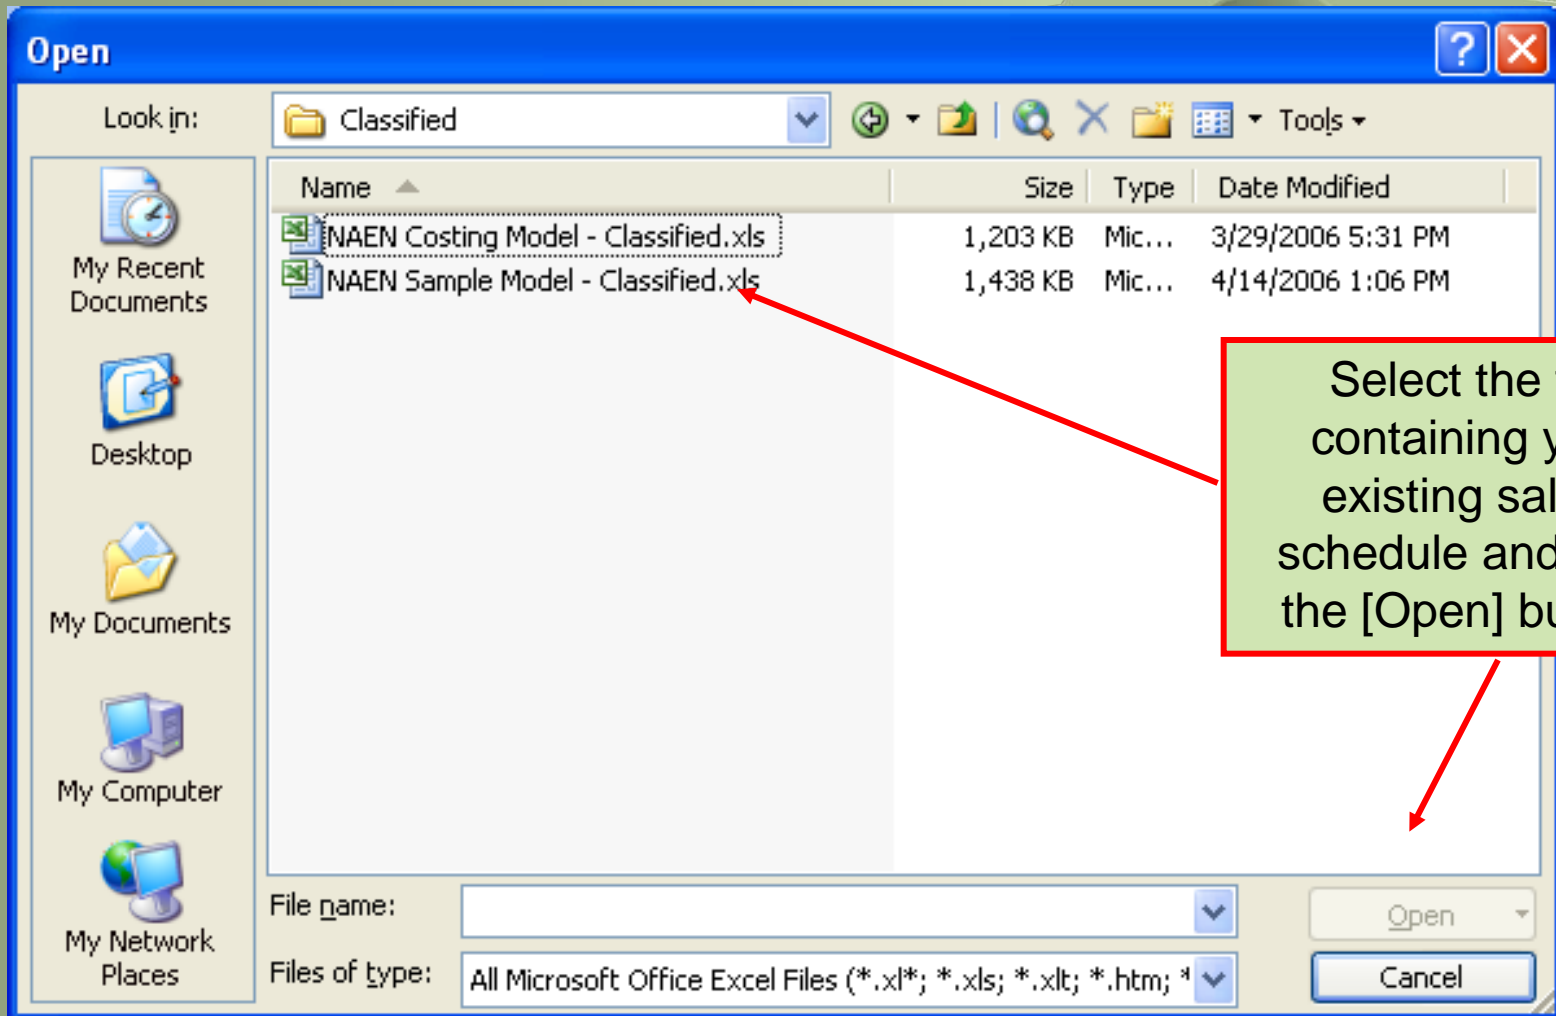 Open
Look in:
Classified
Tools
Name Size Type Date Modified
NAEN Costing Model - Classified.xls 1,203 KB Mic... 3/29/2006 5:31 PM
NAEN Sample Model - Classified.xls 1,438 KB Mic... 4/14/2006 1:06 PM
My Recent
Documents
Desktop
My Documents
My Computer
My Network
Places
Select the
containing
existing
schedule and
the [Open]
File name:
Open
Files of type:
All Microsoft Office Excel Files (*.xl*; *.xls; *.xlt; *.htm; *
Cancel